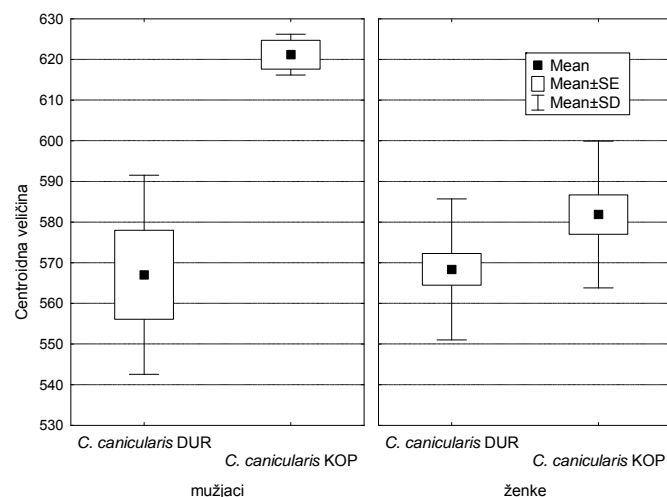 Centroidna veličina
630
620
610
600
590
580
570
560
550
540
530
Mean
Mean±SE
Mean±SD
C. canicularis DUR
C. canicularis KOP
mužjaci
C. canicularis DUR
C. canicularis KOP
ženke